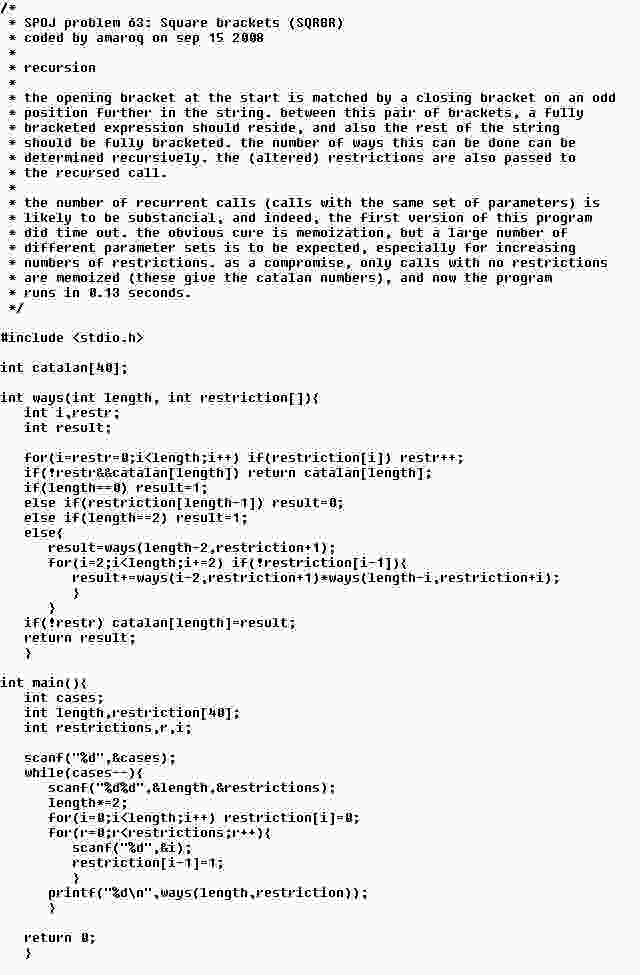 /*
 * SPOJ problem 63: Square brackets (SQRBR)
 * coded by amaroq on sep 15 2008
 *
 * recursion
 *
 * the opening bracket at the start is matched by a closing bracket on an odd
 * position further in the string. between this pair of brackets, a fully
 * bracketed expression should reside, and also the rest of the string
 * should be fully bracketed. the number of ways this can be done can be
 * determined recursively. the (altered) restrictions are also passed to
 * the recursed call.
 *
 * the number of recurrent calls (calls with the same set of parameters) is
 * likely to be substancial, and indeed, the first version of this program
 * did time out. the obvious cure is memoization, but a large number of
 * different parameter sets is to be expected, especially for increasing
 * numbers of restrictions. as a compromise, only calls with no restrictions
 * are memoized (these give the catalan numbers), and now the program
 * runs in 0.13 seconds.
 */

#include <stdio.h>

int catalan[40];

int ways(int length, int restriction[]){
   int i,restr;
   int result;

   for(i=restr=0;i<length;i++) if(restriction[i]) restr++;
   if(!restr&&catalan[length]) return catalan[length];
   if(length==0) result=1;
   else if(restriction[length-1]) result=0;
   else if(length==2) result=1;
   else{
      result=ways(length-2,restriction+1);
      for(i=2;i<length;i+=2) if(!restriction[i-1]){
         result+=ways(i-2,restriction+1)*ways(length-i,restriction+i);
         }
      }
   if(!restr) catalan[length]=result;
   return result;
   }

int main(){
   int cases;
   int length,restriction[40];
   int restrictions,r,i;

   scanf("%d",&cases);
   while(cases--){
      scanf("%d%d",&length,&restrictions);
      length*=2;
      for(i=0;i<length;i++) restriction[i]=0;
      for(r=0;r<restrictions;r++){
         scanf("%d",&i);
         restriction[i-1]=1;
         }
      printf("%d\n",ways(length,restriction));
      }

   return 0;
   }